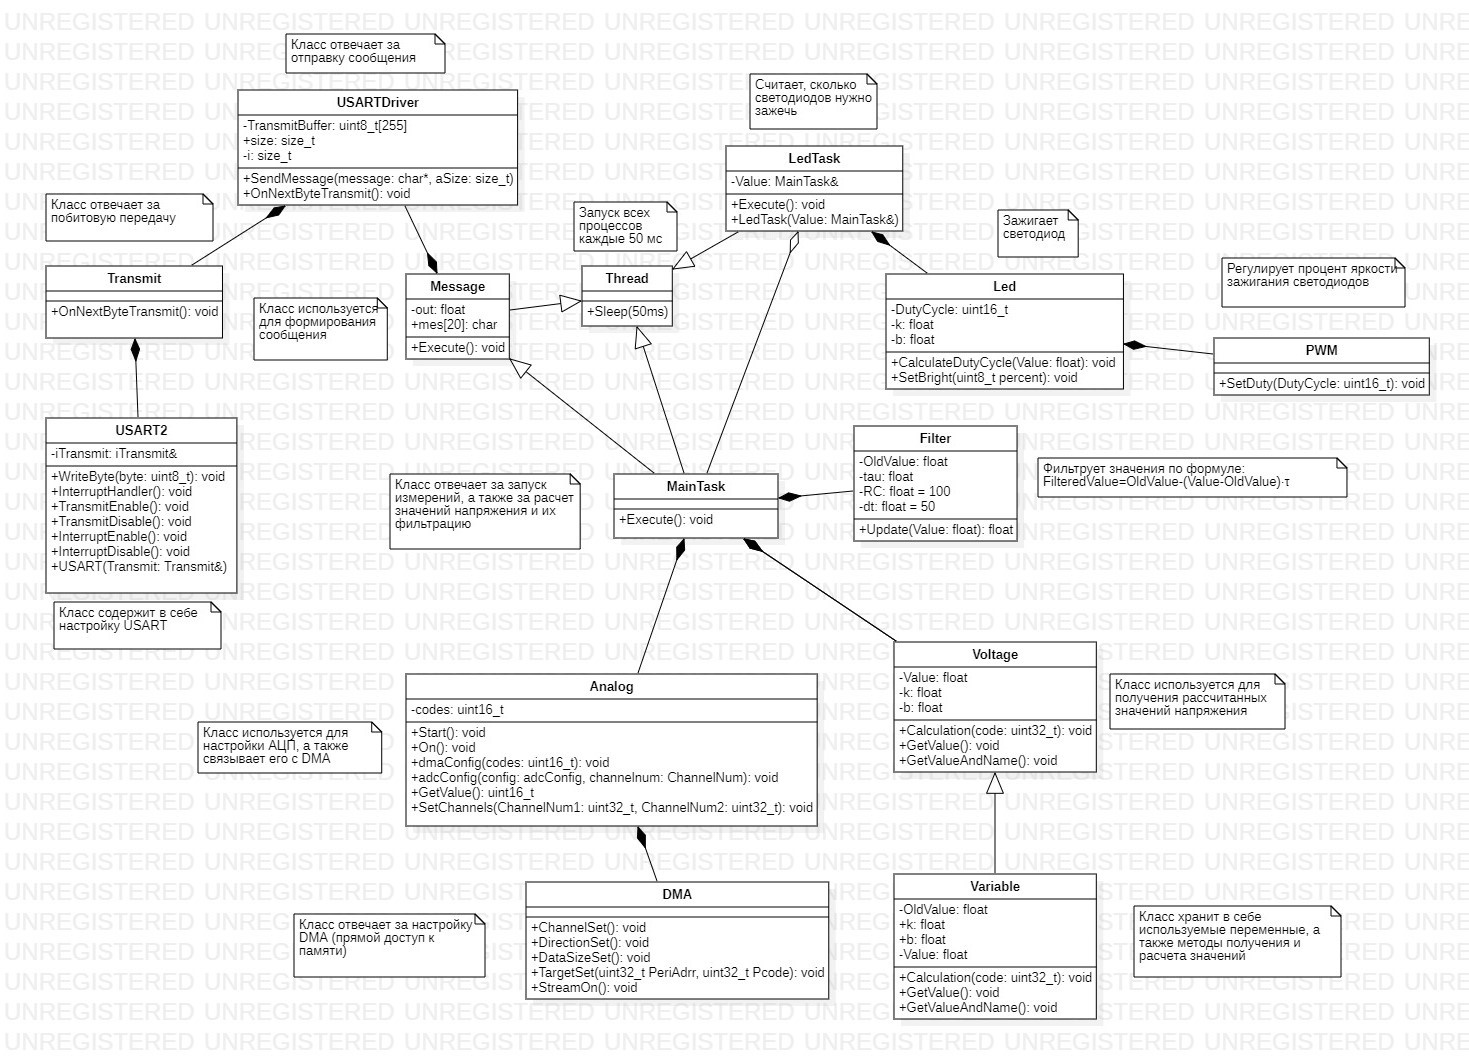 Класс отвечает за
отправку сообщения
USARTDriver
-TransmitBuffer: uint8_t[255]
+size: size_t
-i: size_t
+SendMessage(message: char*, aSize: size_t)
+OnNextByteTransmit(): void
Считает, сколько
светодиодов нужно
зажечь
LedTask
-Value: MainTask&
+Execute(): void
+LedTask(Value: MainTask&)
Класс отвечает за
побитовую передачу
Запуск всех
процессов
каждые 50 мс
Зажигает
светодиод
Transmit
+OnNextByteTransmit(): void
Message
-out: float
+mes[20]: char
+Execute(): void
Thread
+Sleep(50ms)
Led
-DutyCycle: uint16_t
-k: float
-b: float
+CalculateDutyCycle(Value: float): void
+SetBright(uint8_t percent): void
Регулирует процент яркости
зажигания светодиодов
Класс используется
для формирования
сообщения
PWM
+SetDuty(DutyCycle: uint16_t): void
USART2
-iTransmit: iTransmit&
+WriteByte(byte: uint8_t): void
+InterruptHandler(): void
+TransmitEnable(): void
+TransmitDisable(): void
+InterruptEnable(): void
+InterruptDisable(): void
+USART(Transmit: Transmit&)
Класс содержит в себе
настройку USART
Класс отвечает за запуск
измерений, а также за расчет
значений напряжения и их
фильтрацию
MainTask
+Execute(): void
Filter
-OldValue: float
-tau: float
-RC: float = 100
-dt: float = 50
+Update(Value: float): float
Фильтрует значения по формуле:
FilteredValue=OldValue-(Value-OldValue)·τ
Analog
-codes: uint16_t
+Start(): void
+On(): void
+dmaConfig(codes: uint16_t): void
+adcConfig(config: adcConfig, channelnum: ChannelNum): void
+GetValue(): uint16_t
+SetChannels(ChannelNum1: uint32_t, ChannelNum2: uint32_t): void
Класс используется для
настройки АЦП, а также
связывает его с DMA
Voltage
-Value: float
-k: float
-b: float
+Calculation(code: uint32_t): void
+GetValue(): void
+GetValueAndName(): void
Класс используется для
получения рассчитанных
значений напряжения
DMA
+ChannelSet(): void
+DirectionSet(): void
+DataSizeSet(): void
+TargetSet(uint32_t PeriAdrr, uint32_t Pcode): void
+StreamOn(): void
Класс отвечает за настройку
DMA (прямой доступ к
памяти)
Variable
-OldValue: float
+k: float
+b: float
-Value: float
+Calculation(code: uint32_t): void
+GetValue(): void
+GetValueAndName(): void
Класс хранит в себе
используемые переменные, а
также методы получения и
расчета значений
UNREGISTERED